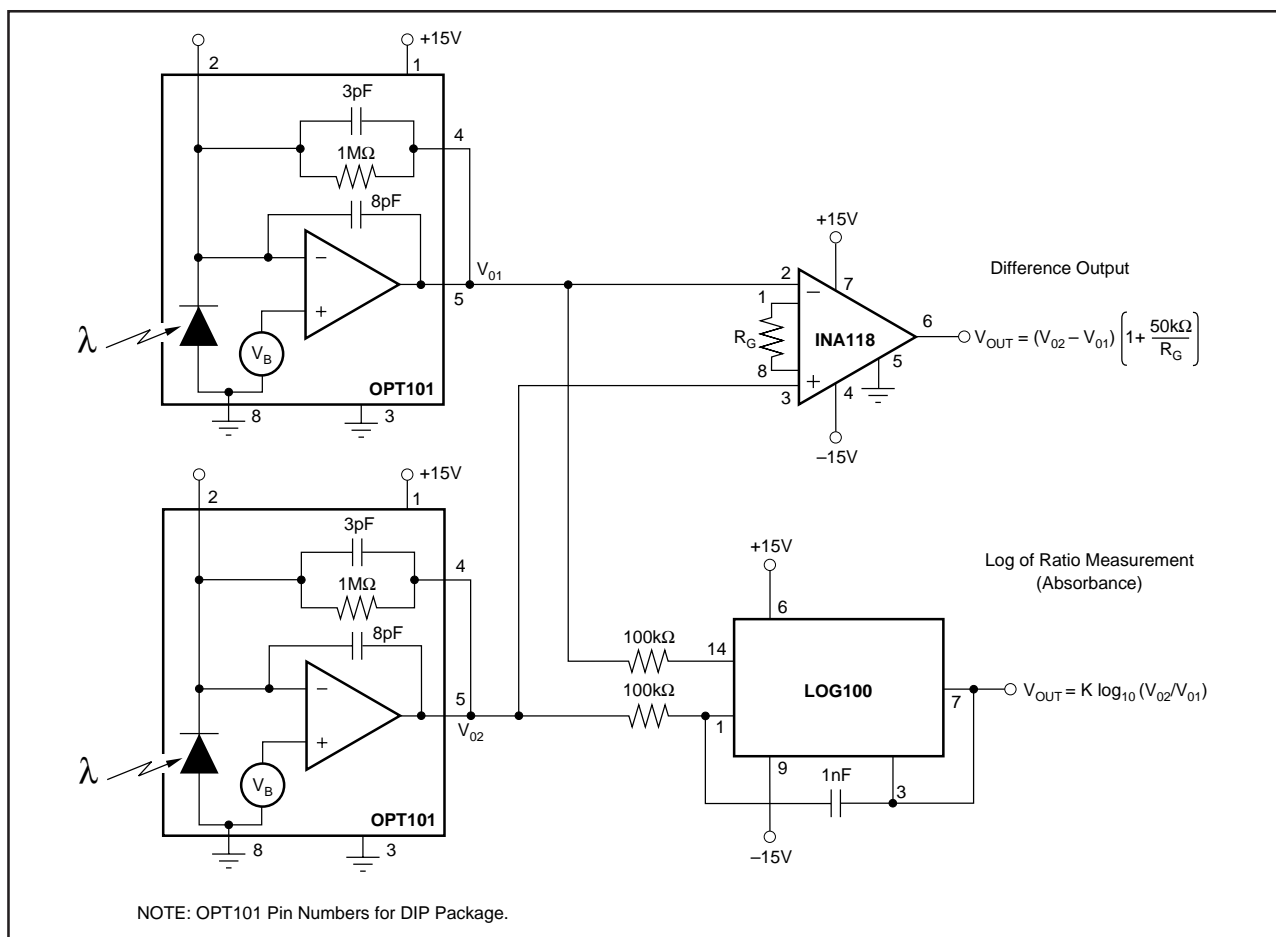 2
+15V
1
3pF
4
1MΩ
8pF
–
+
V01
5
λ
VB
OPT101
8
3
+15V
2
7
1
–
RG
INA118
6
8
+
5
3
4
–15V
Difference Output
VOUT = (V02 – V01) [1+ 50kΩ/RG]
2
+15V
1
3pF
4
1MΩ
8pF
–
+
5
V02
λ
VB
OPT101
8
3
+15V
6
Log of Ratio Measurement
(Absorbance)
100kΩ
14
LOG100
100kΩ
1
7
VOUT = K log10 (V02/V01)
9
1nF
3
–15V
NOTE: OPT101 Pin Numbers for DIP Package.